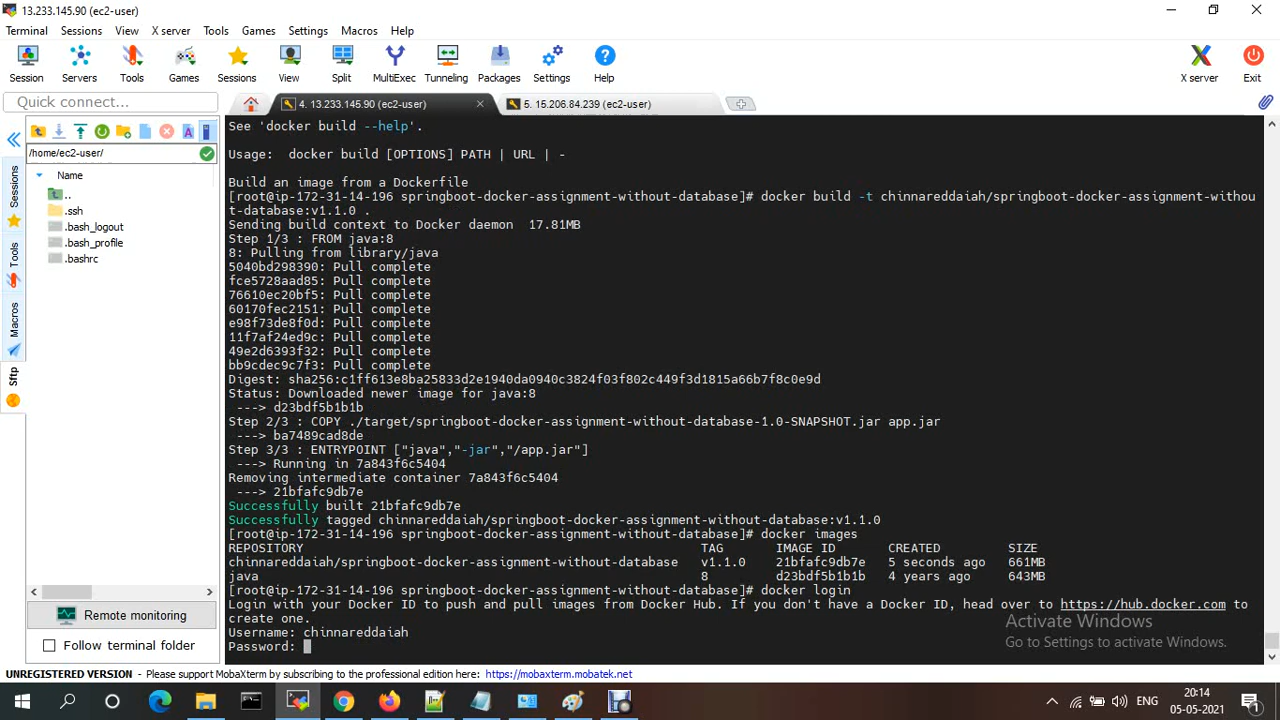 13.233.145.90 (ec2-user)
Terminal Sessions View X server Tools Games Settings Macros Help
Session Servers Tools Games Sessions View Split MultiExec Tunneling Packages Settings Help X server Exit
Quick connect...
4. 13.233.145.90 (ec2-user)
5. 15.206.84.239 (ec2-user)
/home/ec2-user/
Name
..
.ssh
.bash_logout
.bash_profile
.bashrc
Sessions
Tools
Macros
Sftp
Remote monitoring
Follow terminal folder
See 'docker build --help'.
Usage:  docker build [OPTIONS] PATH | URL | -
Build an image from a Dockerfile
[root@ip-172-31-14-196 springboot-docker-assignment-without-database]# docker build -t chinnareddaiah/springboot-docker-assignment-withou
t-database:v1.1.0 .
Sending build context to Docker daemon  17.81MB
Step 1/3 : FROM java:8
8: Pulling from library/java
5040bd298390: Pull complete
fce5728aad85: Pull complete
76610ec20bf5: Pull complete
60170fec2151: Pull complete
e98f73de8f0d: Pull complete
11f7af24ed9c: Pull complete
49e2d6393f32: Pull complete
bb9cdec9c7f3: Pull complete
Digest: sha256:c1ff613e8ba25833d2e1940da0940c3824f03f802c449f3d1815a66b7f8c0e9d
Status: Downloaded newer image for java:8
---> d23bdf5b1b1b
Step 2/3 : COPY ./target/springboot-docker-assignment-without-database-1.0-SNAPSHOT.jar app.jar
---> ba7489cad8de
Step 3/3 : ENTRYPOINT ["java","-jar","/app.jar"]
---> Running in 7a843f6c5404
Removing intermediate container 7a843f6c5404
---> 21bfafc9db7e
Successfully built 21bfafc9db7e
Successfully tagged chinnareddaiah/springboot-docker-assignment-without-database:v1.1.0
[root@ip-172-31-14-196 springboot-docker-assignment-without-database]# docker images
REPOSITORY TAG IMAGE ID CREATED SIZE
chinnareddaiah/springboot-docker-assignment-without-database v1.1.0 21bfafc9db7e 5 seconds ago 661MB
java 8 d23bdf5b1b1b 4 years ago 643MB
[root@ip-172-31-14-196 springboot-docker-assignment-without-database]# docker login
Login with your Docker ID to push and pull images from Docker Hub. If you don't have a Docker ID, head over to https://hub.docker.com to
create one.
Username: chinnareddaiah
Password:
Activate Windows
Go to Settings to activate Windows.
UNREGISTERED VERSION - Please support MobaXterm by subscribing to the professional edition here: https://mobaxterm.mobatek.net
ENG
20:14
05-05-2021
1